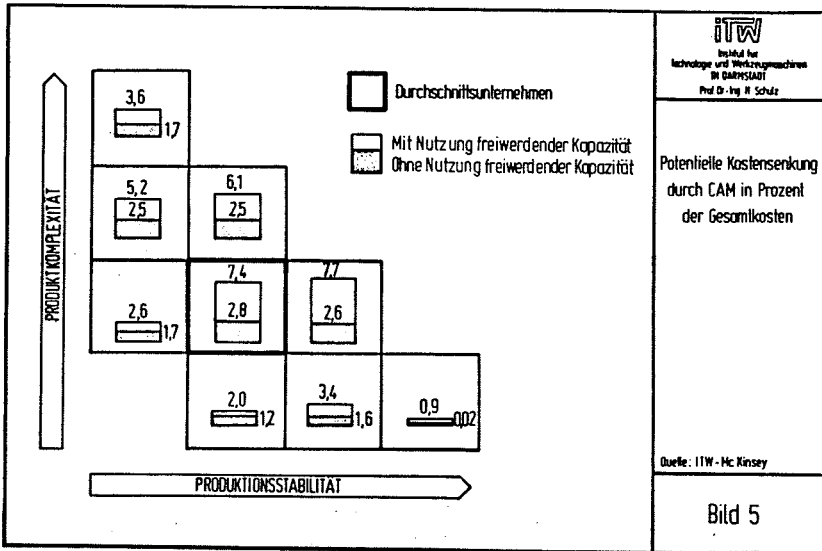 PRODUKTKOMPLEXITÄT
3,6
1,7
5,2
2,5
6,1
2,5
2,6
1,7
7,4
2,8
7,7
2,6
2,0
1,2
3,4
1,6
0,9
0,02
PRODUKTIONSSTABILITÄT
Durchschnittsunternehmen
Mit Nutzung freiwerdender Kapazität
Ohne Nutzung freiwerdender Kapazität
iTW
Institut für
Technologie und Werkzeugmaschinen
IN DARMSTADT
Prof. Dr.-Ing. H. Schulz
Potentielle Kostensenkung
durch CAM in Prozent
der Gesamtkosten
Quelle: ITW - Mc Kinsey
Bild 5